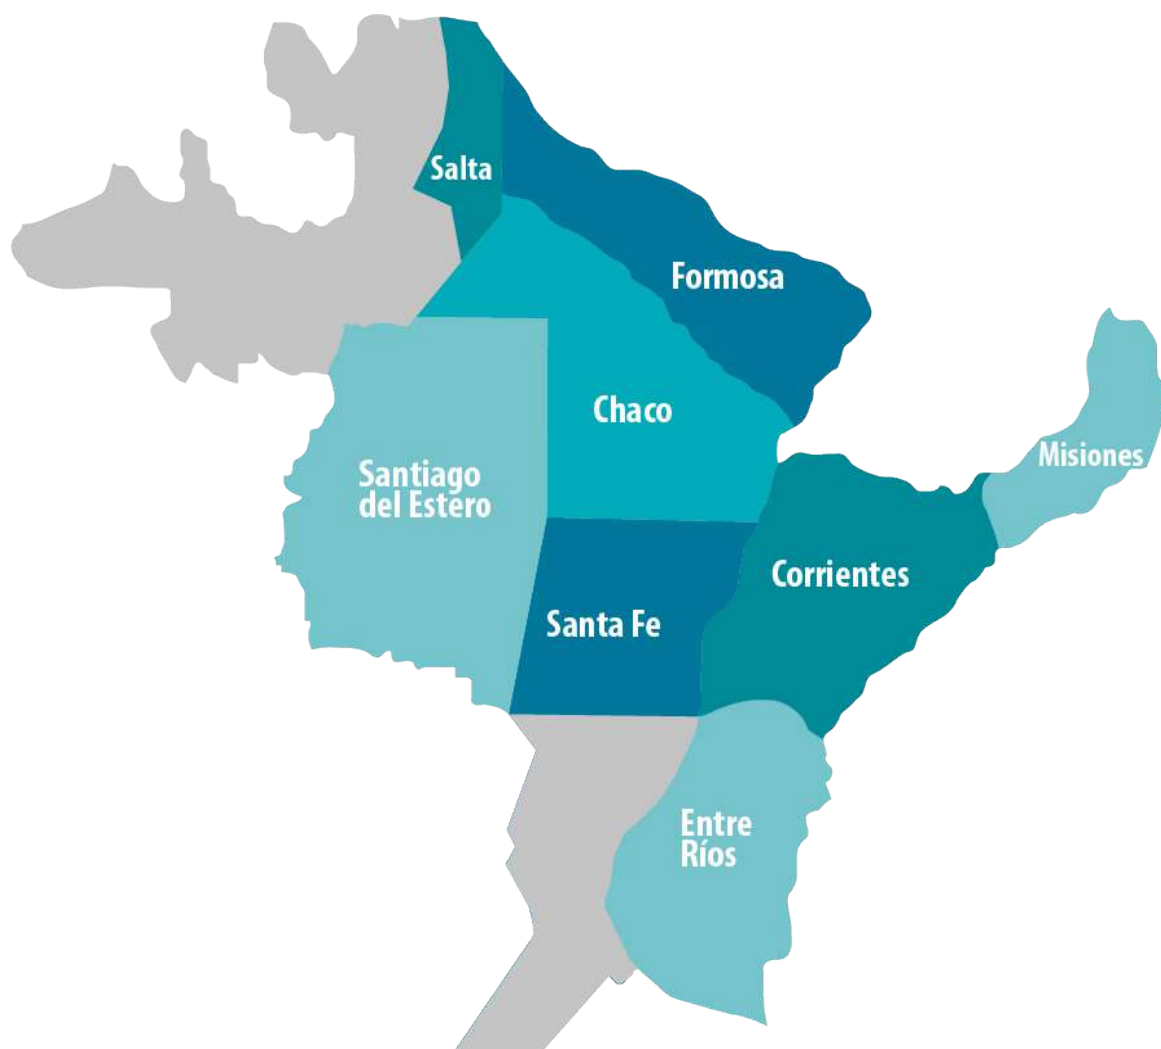 Salta
Formosa
Chaco
Misiones
Santiago
del Estero
Corrientes
Santa Fe
Entre
Ríos